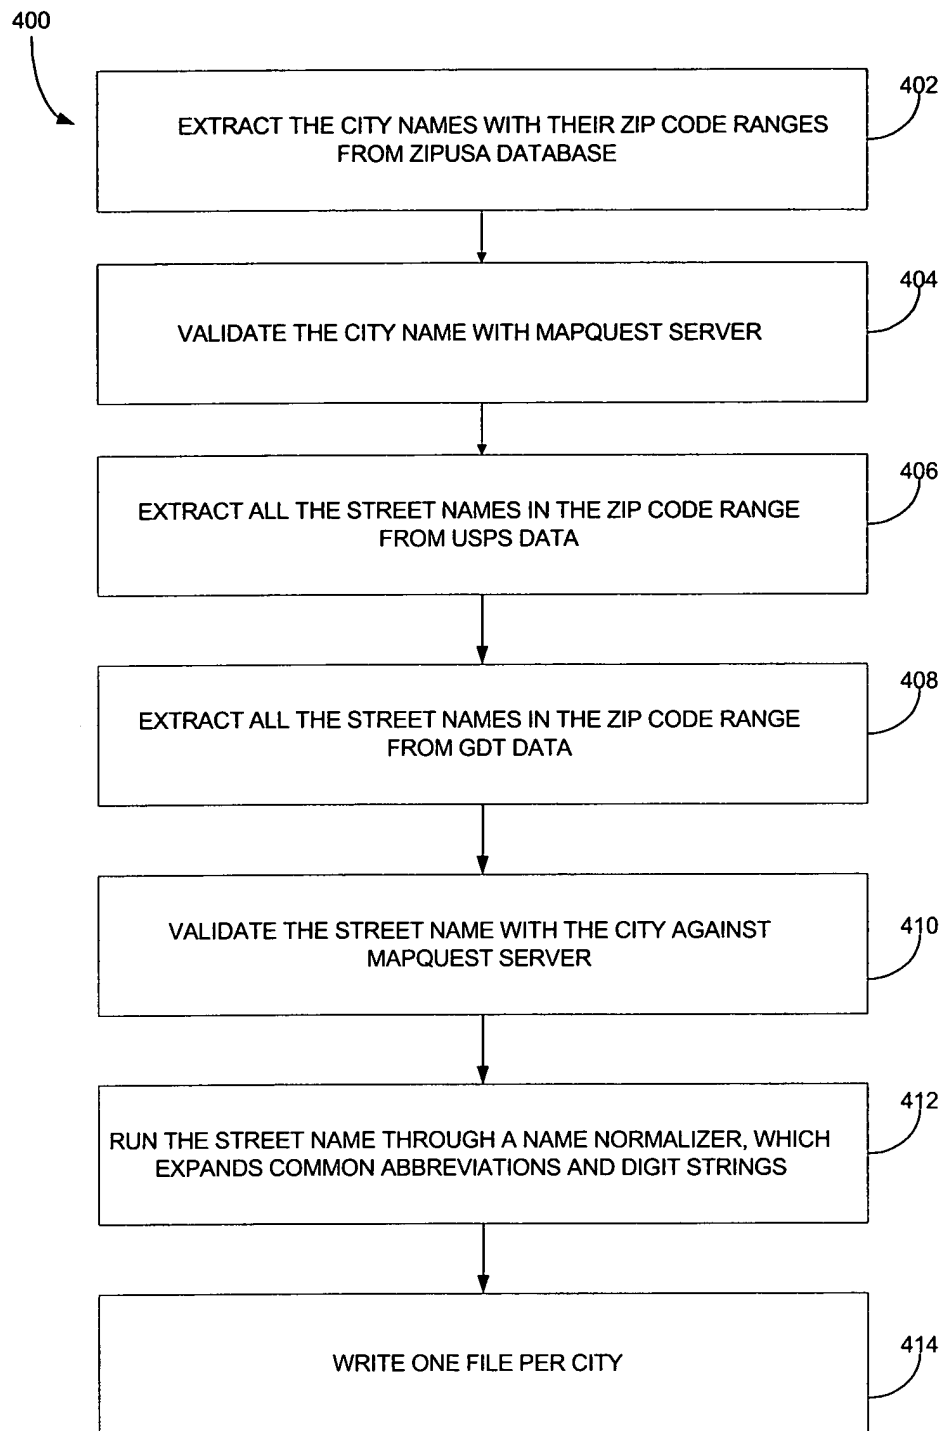 400
402
EXTRACT THE CITY NAMES WITH THEIR ZIP CODE RANGES
FROM ZIPUSA DATABASE
404
VALIDATE THE CITY NAME WITH MAPQUEST SERVER
406
EXTRACT ALL THE STREET NAMES IN THE ZIP CODE RANGE
FROM USPS DATA
408
EXTRACT ALL THE STREET NAMES IN THE ZIP CODE RANGE
FROM GDT DATA
410
VALIDATE THE STREET NAME WITH THE CITY AGAINST
MAPQUEST SERVER
412
RUN THE STREET NAME THROUGH A NAME NORMALIZER, WHICH
EXPANDS COMMON ABBREVIATIONS AND DIGIT STRINGS
414
WRITE ONE FILE PER CITY